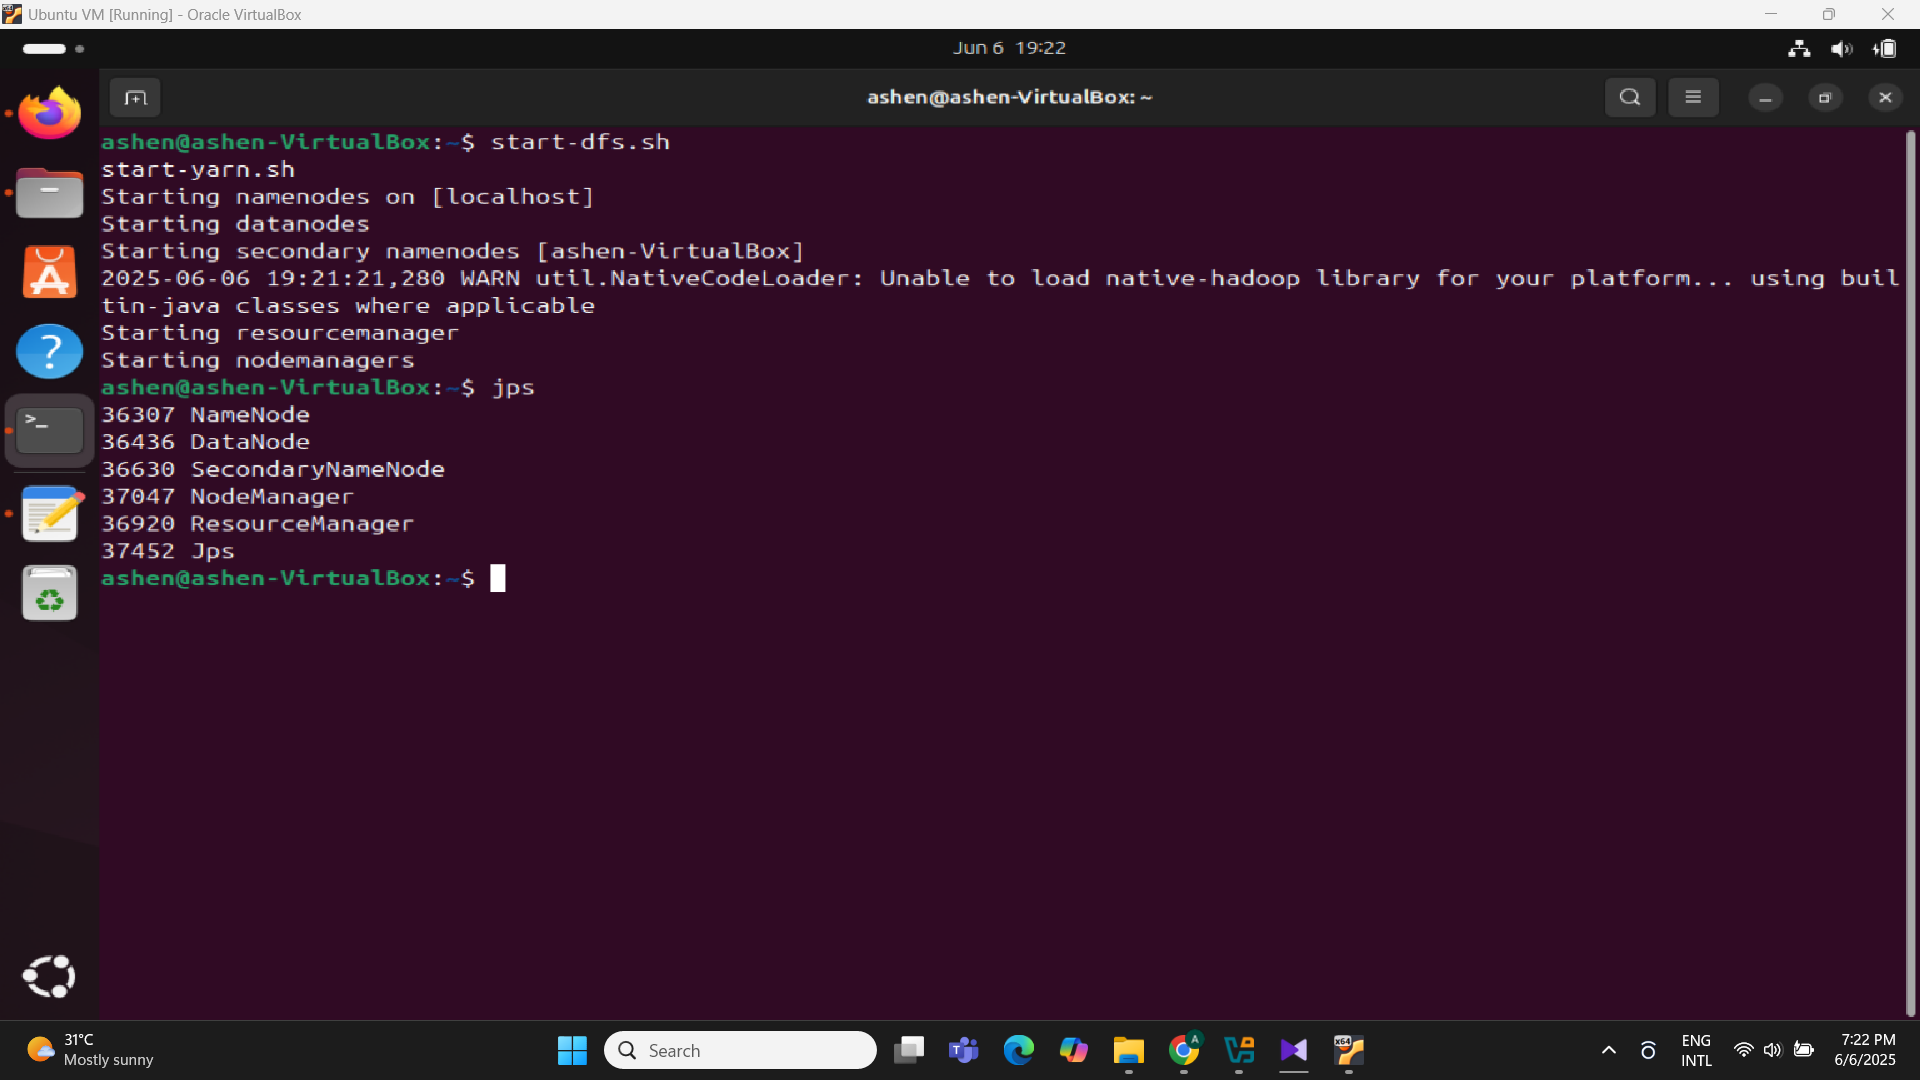 Ubuntu VM [Running] - Oracle VirtualBox
Jun 6 19:22
ashen@ashen-VirtualBox: ~
ashen@ashen-VirtualBox:~$ start-dfs.sh
start-yarn.sh
Starting namenodes on [localhost]
Starting datanodes
Starting secondary namenodes [ashen-VirtualBox]
2025-06-06 19:21:21,280 WARN util.NativeCodeLoader: Unable to load native-hadoop library for your platform... using buil
tin-java classes where applicable
Starting resourcemanager
Starting nodemanagers
ashen@ashen-VirtualBox:~$ jps
36307 NameNode
36436 DataNode
36630 SecondaryNameNode
37047 NodeManager
36920 ResourceManager
37452 Jps
ashen@ashen-VirtualBox:~$
31°C
Mostly sunny
Search
A
x64
ENG
INTL
7:22 PM
6/6/2025